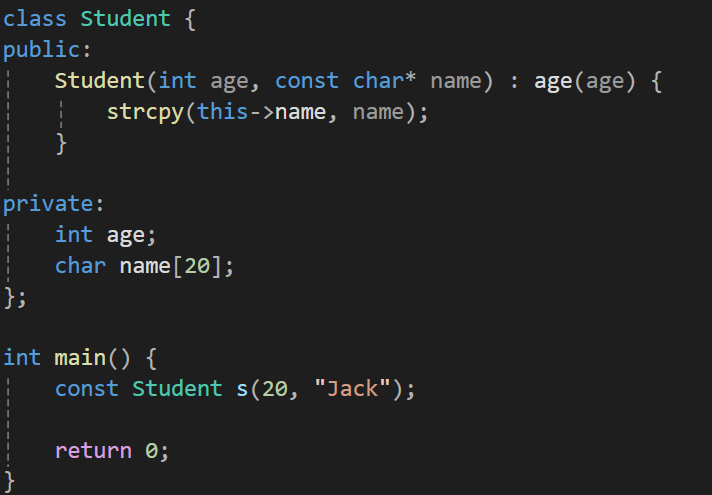 class Student {
public:
    Student(int age, const char* name) : age(age) {
        strcpy(this->name, name);
    }

private:
    int age;
    char name[20];
};

int main() {
    const Student s(20, "Jack");

    return 0;
}